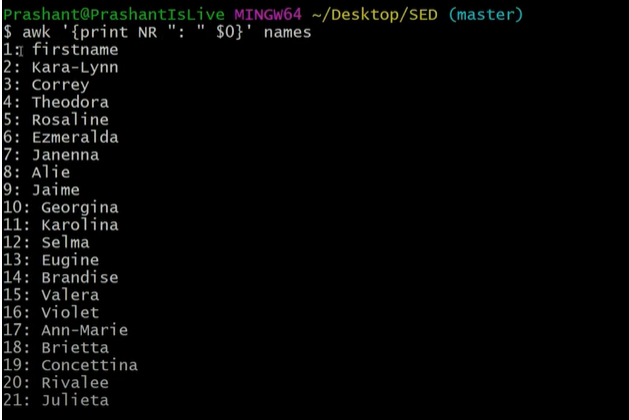 Prashant@PrashantIsLive MINGW64 ~/Desktop/SED (master)
$ awk '{print NR ": " $0}' names
1: firstname
2: Kara-Lynn
3: Correy
4: Theodora
5: Rosaline
6: Ezmeralda
7: Janenna
8: Alie
9: Jaime
10: Georgina
11: Karolina
12: Selma
13: Eugine
14: Brandise
15: Valera
16: Violet
17: Ann-Marie
18: Brietta
19: Concettina
20: Rivalee
21: Julieta